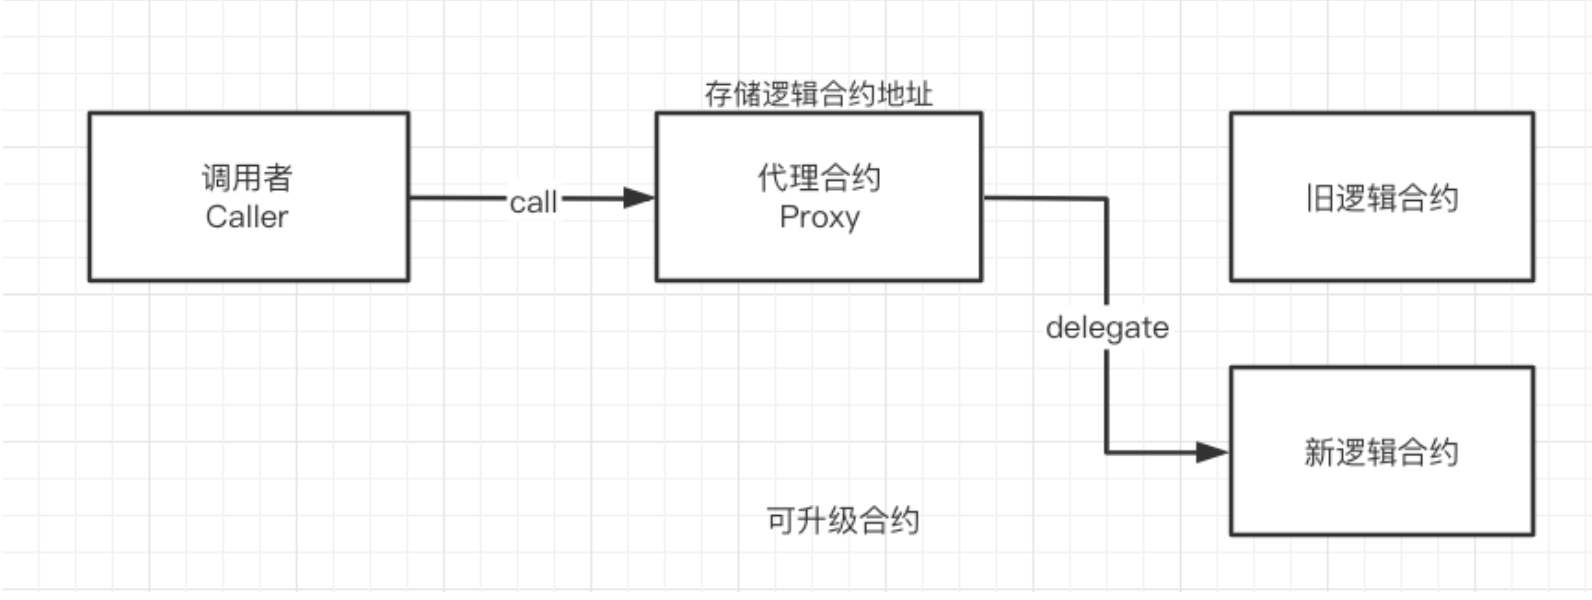 存储逻辑合约地址
调用者
Caller
call
代理合约
Proxy
旧逻辑合约
delegate
新逻辑合约
可升级合约